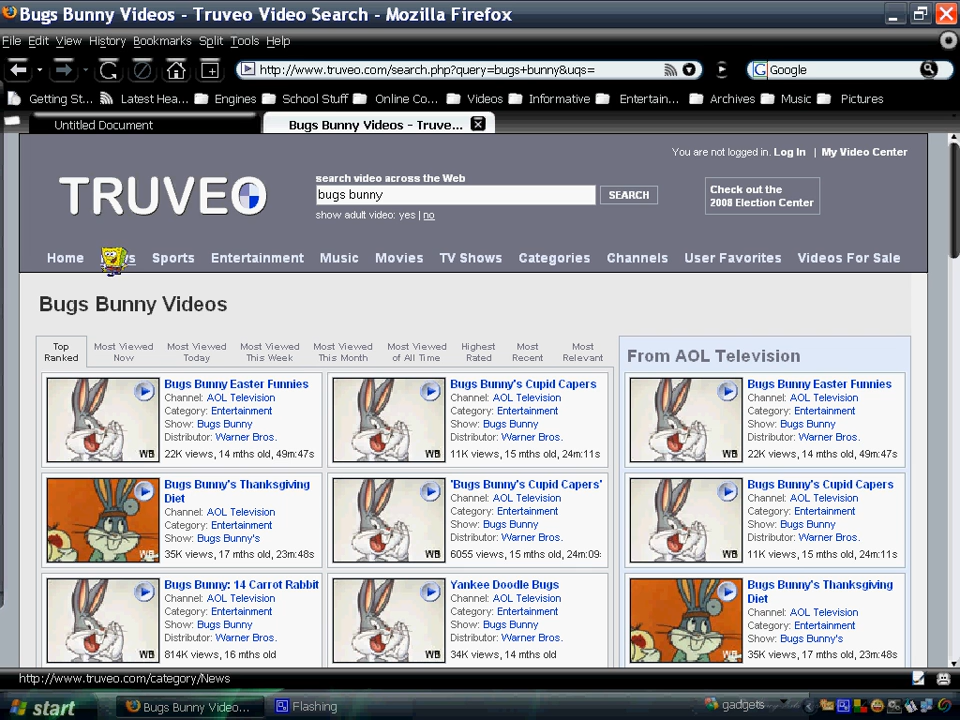 Bugs Bunny Videos - Truveo Video Search - Mozilla Firefox
File Edit View History Bookmarks Split Tools Help
http://www.truveo.com/search.php?query=bugs+bunny&uqs=
Google
Getting St... Latest Hea... Engines School Stuff Online Co... Videos Informative Entertain... Archives Music Pictures
Untitled Document
Bugs Bunny Videos - Truve...
You are not logged in. Log In | My Video Center
TRUVEO
search video across the Web
bugs bunny
SEARCH
show adult video: yes | no
Check out the
2008 Election Center
Home Sports Entertainment Music Movies TV Shows Categories Channels User Favorites Videos For Sale
Bugs Bunny Videos
Top
Ranked
Most Viewed
Now
Most Viewed
Today
Most Viewed
This Week
Most Viewed
This Month
Most Viewed
of All Time
Highest
Rated
Most
Recent
Most
Relevant
From AOL Television
Bugs Bunny Easter Funnies
Channel: AOL Television
Category: Entertainment
Show: Bugs Bunny
Distributor: Warner Bros.
22K views, 14 mths old, 49m:47s
WB
Bugs Bunny's Cupid Capers
Channel: AOL Television
Category: Entertainment
Show: Bugs Bunny
Distributor: Warner Bros.
11K views, 15 mths old, 24m:11s
WB
Bugs Bunny Easter Funnies
Channel: AOL Television
Category: Entertainment
Show: Bugs Bunny
Distributor: Warner Bros.
22K views, 14 mths old, 49m:47s
WB
Bugs Bunny's Thanksgiving
Diet
Channel: AOL Television
Category: Entertainment
Show: Bugs Bunny's
35K views, 17 mths old, 23m:48s
WB
'Bugs Bunny's Cupid Capers'
Channel: AOL Television
Category: Entertainment
Show: Bugs Bunny
Distributor: Warner Bros.
6055 views, 15 mths old, 24m:09:
WB
Bugs Bunny's Cupid Capers
Channel: AOL Television
Category: Entertainment
Show: Bugs Bunny
Distributor: Warner Bros.
11K views, 15 mths old, 24m:11s
WB
Bugs Bunny: 14 Carrot Rabbit
Channel: AOL Television
Category: Entertainment
Show: Bugs Bunny
Distributor: Warner Bros.
814K views, 16 mths old
WB
Yankee Doodle Bugs
Channel: AOL Television
Category: Entertainment
Show: Bugs Bunny
Distributor: Warner Bros.
34K views, 14 mths old
WB
Bugs Bunny's Thanksgiving
Diet
Channel: AOL Television
Category: Entertainment
Show: Bugs Bunny's
35K views, 17 mths old, 23m:48s
http://www.truveo.com/category/News
start
Bugs Bunny Video...
Flashing
gadgets